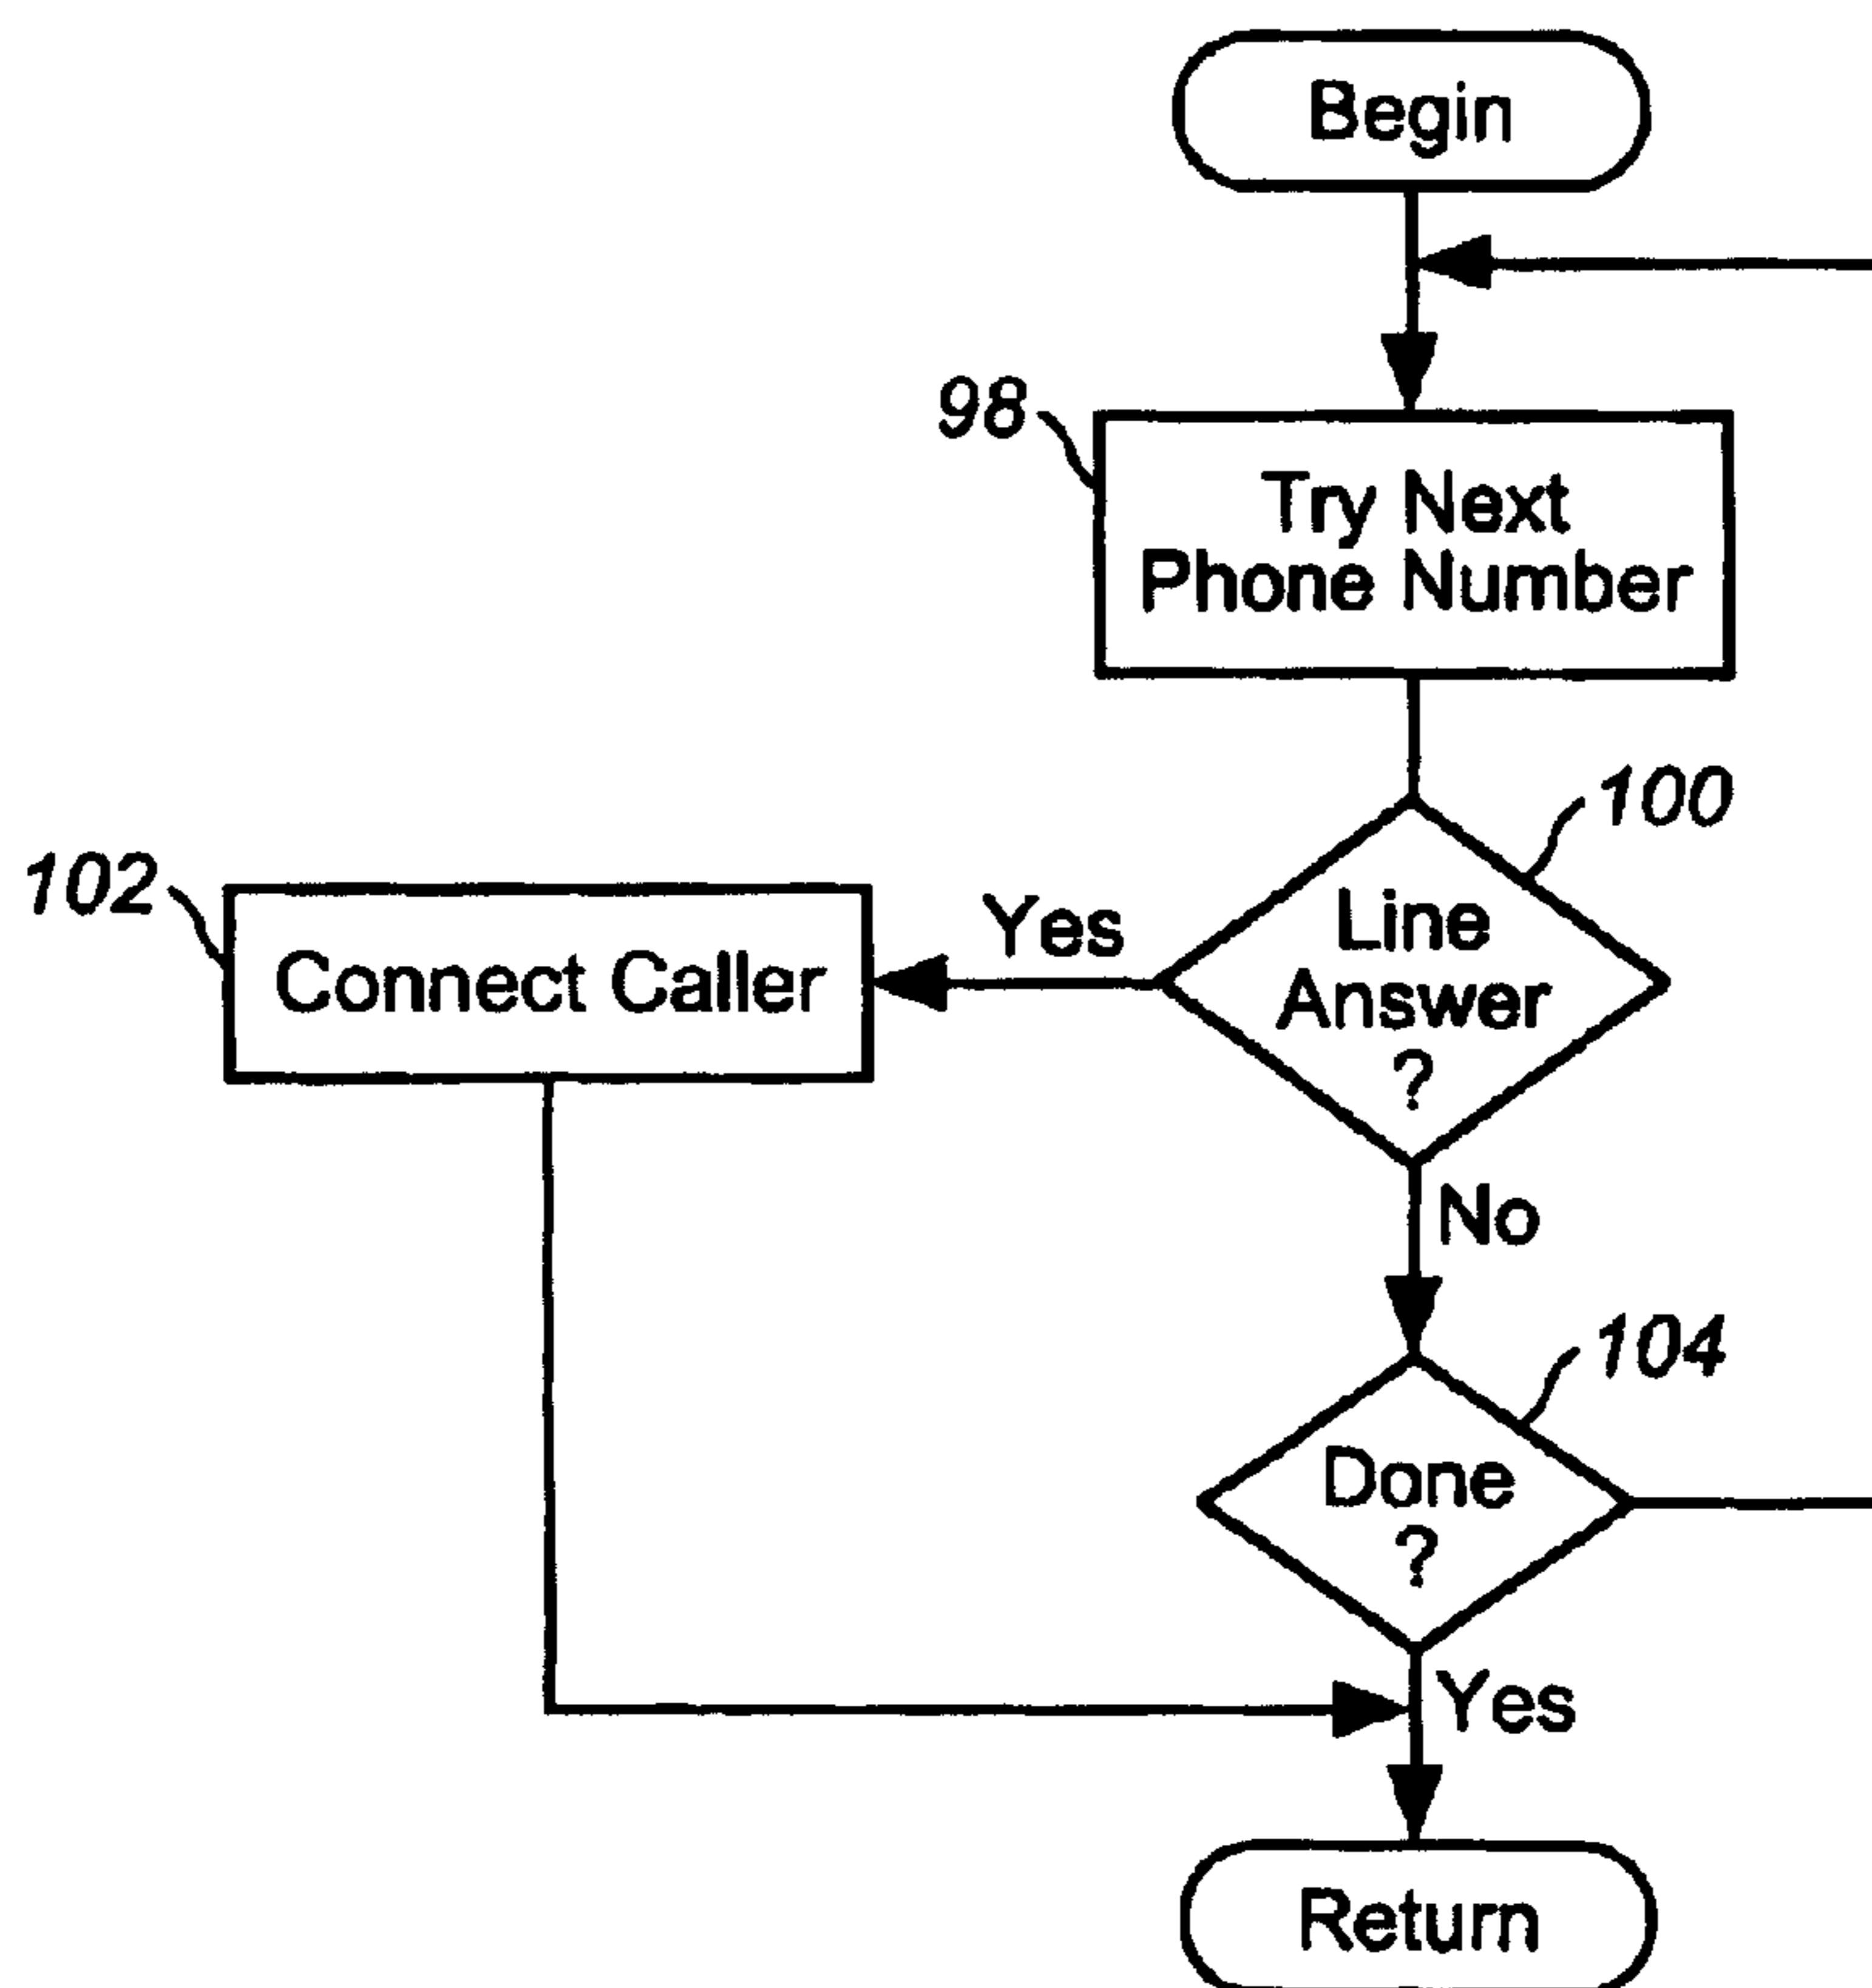 Begin
98
Try Next
Phone Number
100
Line
Answer
?
Yes
102
Connect Caller
No
104
Done
?
Yes
Return